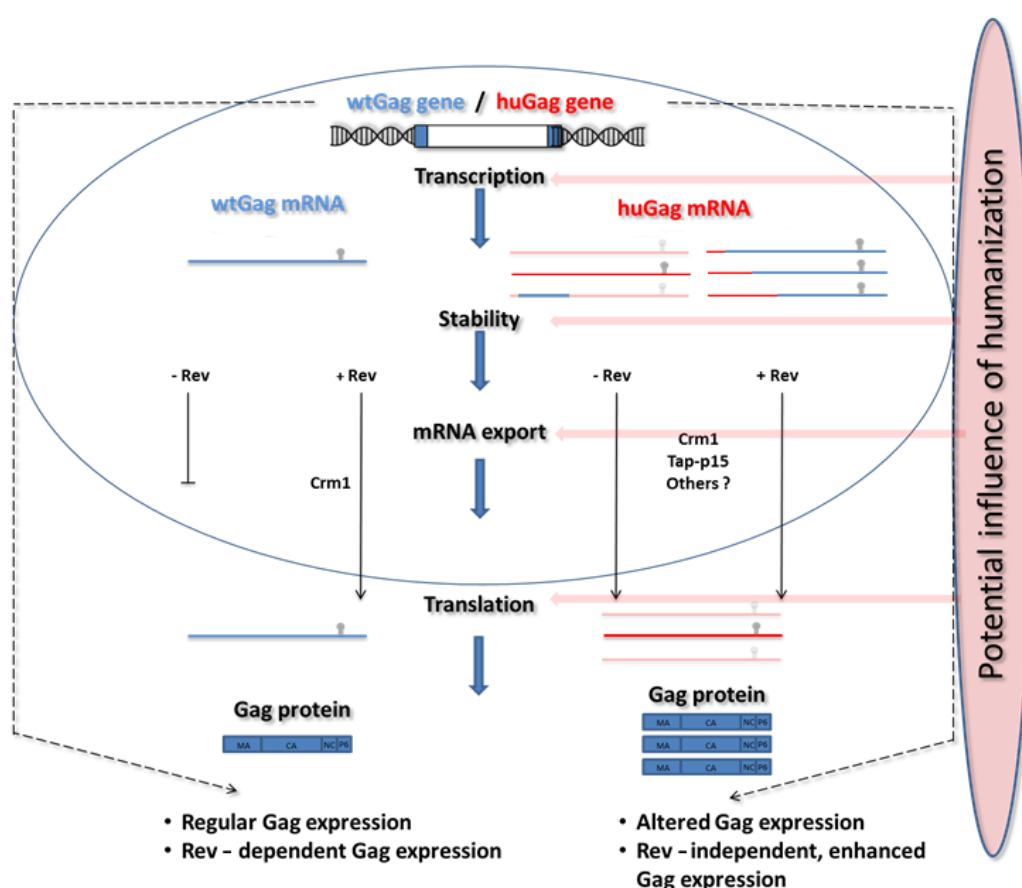 wtGag gene / huGag gene
Transcription
wtGag mRNA
huGag mRNA
Stability
- Rev
+ Rev
- Rev
+ Rev
mRNA export
Crm1
Crm1
Tap-p15
Others ?
Translation
Gag protein
MA CA NC P6
Gag protein
MA CA NC P6
MA CA NC P6
MA CA NC P6
• Regular Gag expression
• Rev – dependent Gag expression
• Altered Gag expression
• Rev – independent, enhanced
Gag expression
Potential influence of humanization